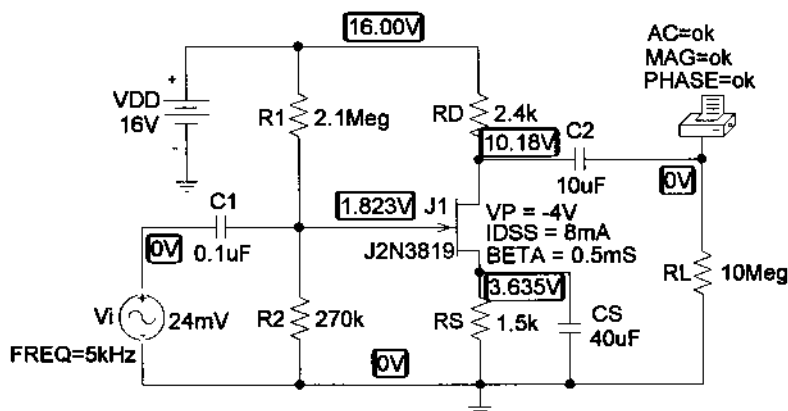 16.00V
AC=ok
MAG=ok
PHASE=ok
+
VDD
16V
R1
2.1Meg
RD
2.4k
10.18V
C2
10uF
0V
C1
0.1uF
0V
1.823V
J1
J2N3819
VP = -4V
IDSS = 8mA
BETA = 0.5mS
RL
10Meg
3.635V
+
Vi
-
24mV
FREQ=5kHz
R2
270k
RS
1.5k
CS
40uF
0V